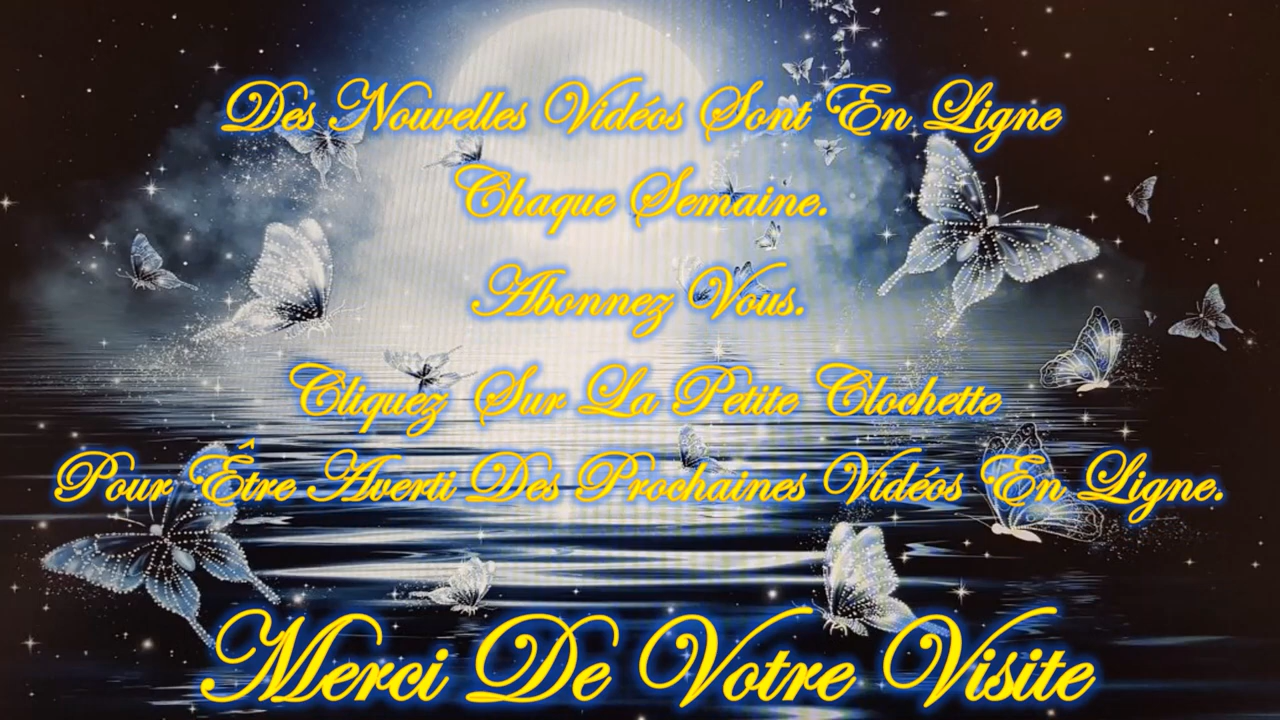 Des Nouvelles Vidéos Sont En Ligne
Chaque Semaine.
Abonnez Vous.
Cliquez Sur La Petite Clochette
Pour Être Averti Des Prochaines Vidéos En Ligne.
Merci De Votre Visite